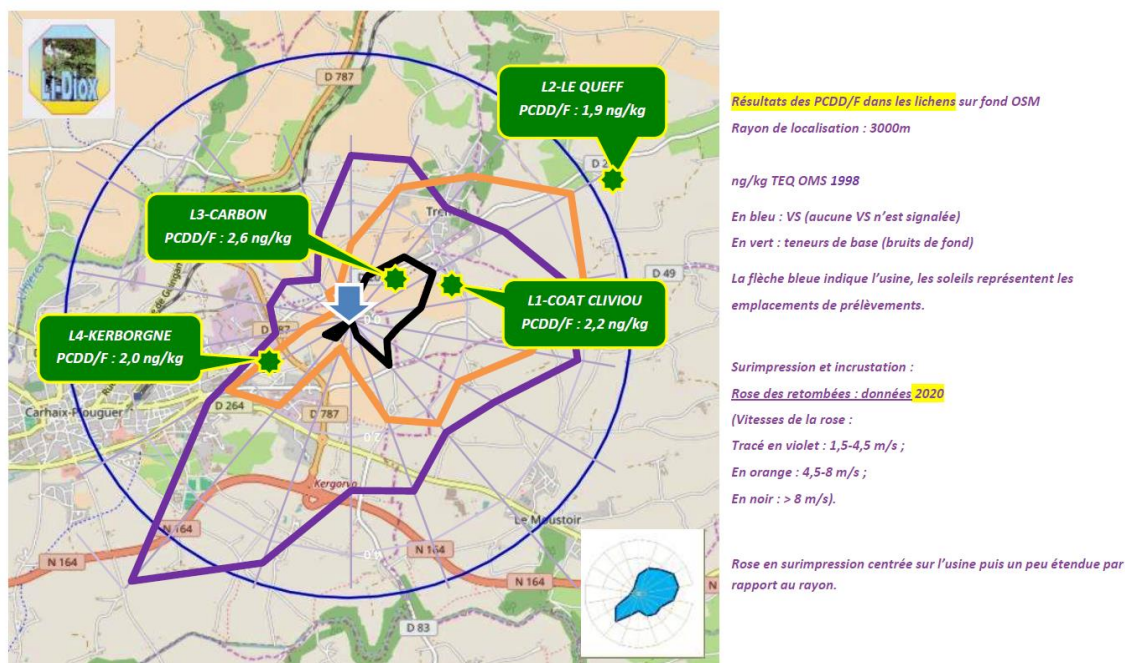 Li-Diox
D 787
L2-LE QUEFF
PCDD/F : 1,9 ng/kg
L3-CARBON
PCDD/F : 2,6 ng/kg
D 49
L1-COAT CLIVIOU
PCDD/F : 2,2 ng/kg
L4-KERBORGNE
PCDD/F : 2,0 ng/kg
Carhaix-Plouguer
D 264
D 787
Kergorvo
Le Moustoir
N 164
N 164
N 164
N 164
D 83
Résultats des PCDD/F dans les lichens sur fond OSM
Rayon de localisation : 3000m
ng/kg TEQ OMS 1998
En bleu : VS (aucune VS n’est signalée)
En vert : teneurs de base (bruits de fond)
La flèche bleue indique l’usine, les soleils représentent les
emplacements de prélèvements.
Surimpression et incrustation :
Rose des retombées : données 2020
(Vitesses de la rose :
Tracé en violet : 1,5-4,5 m/s ;
En orange : 4,5-8 m/s ;
En noir : > 8 m/s).
Rose en surimpression centrée sur l’usine puis un peu étendue par
rapport au rayon.